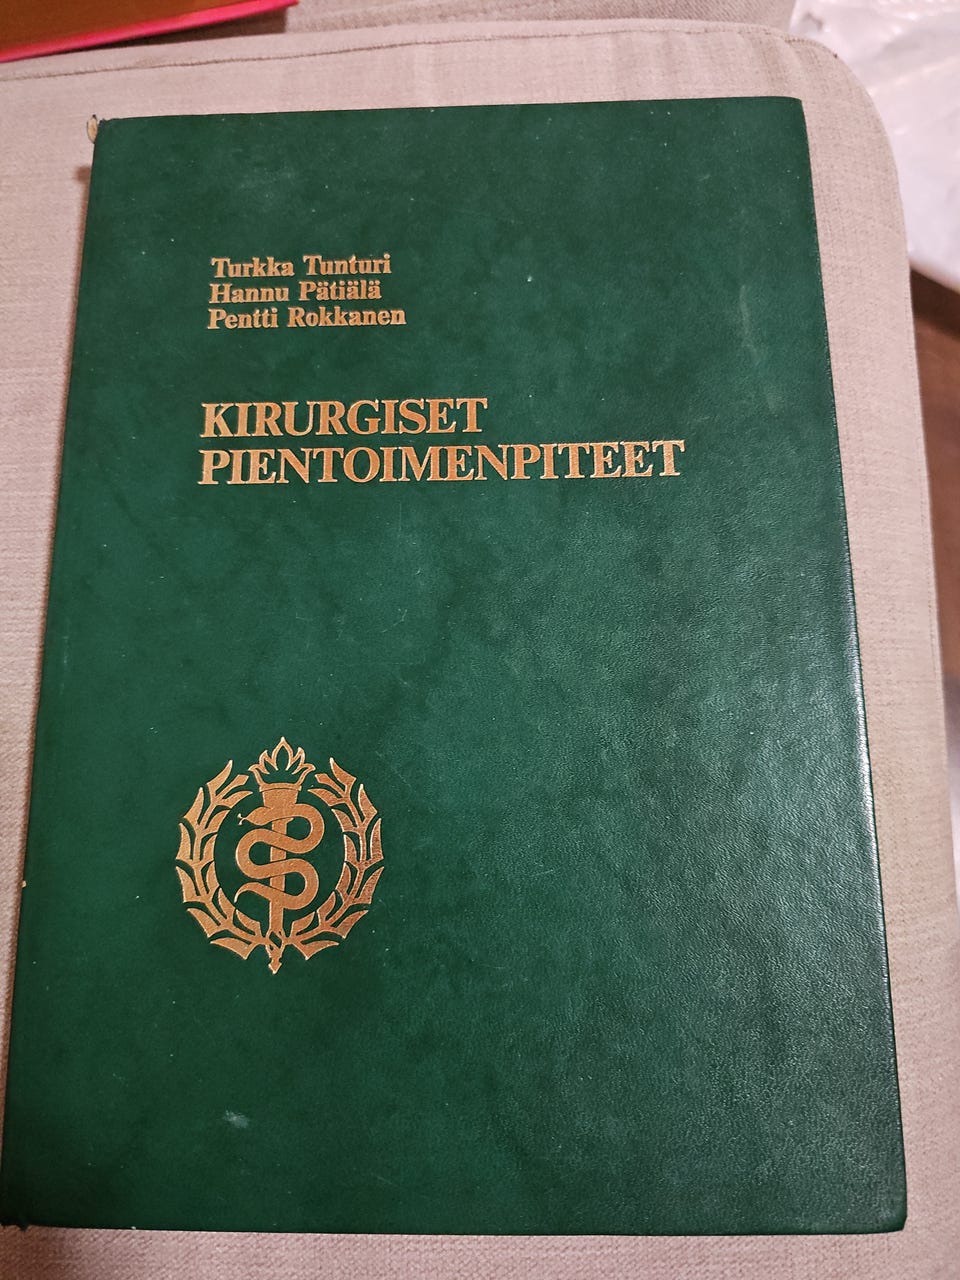 Turkka Tunturi
Hannu Pätiälä
Pentti Rokkanen
KIRURGISET
PIENTOIMENPITEET